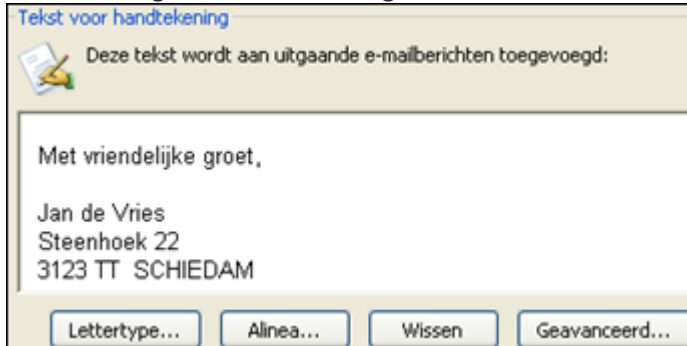 Tekst voor handtekening
Deze tekst wordt aan uitgaande e-mailberichten toegevoegd:
Met vriendelijke groet,
Jan de Vries
Steenhoek 22
3123 TT  SCHIEDAM
Lettertype... Alinea... Wissen Geavanceerd...